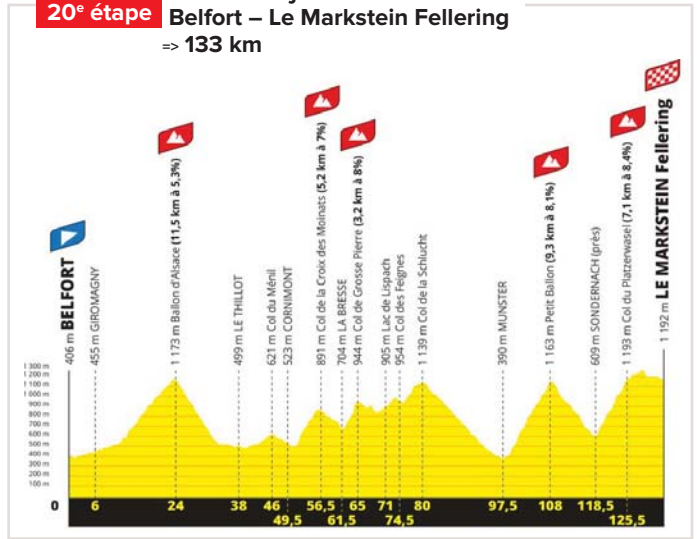 20e étape
Belfort – Le Markstein Fellering
=> 133 km
406 m BELFORT
455 m GIROMAGNY
1 173 m Ballon d'Alsace (11,5 km à 5,3%)
499 m LE THILLOT
621 m Col du Ménil
523 m CORNIMONT
891 m Col de la Croix des Moinats (5,2 km à 7%)
704 m LA BRESSE
944 m Col de Grosse Pierre (3,2 km à 8%)
905 m Lac de Lispach
954 m Col des Feignes
1 139 m Col de la Schlucht
390 m MUNSTER
1 163 m Petit Ballon (9,3 km à 8,1%)
609 m SONDERNACH (près)
1 193 m Col du Platzerwasel (7,1 km à 8,4%)
1 192 m LE MARKSTEIN Fellering
1 300 m
1 200 m
1 100 m
1 000 m
900 m
800 m
700 m
600 m
500 m
400 m
300 m
200 m
100 m
0 6 24 38 46 56,5 65 71 80 97,5 108 118,5
49,5 61,5 74,5 125,5